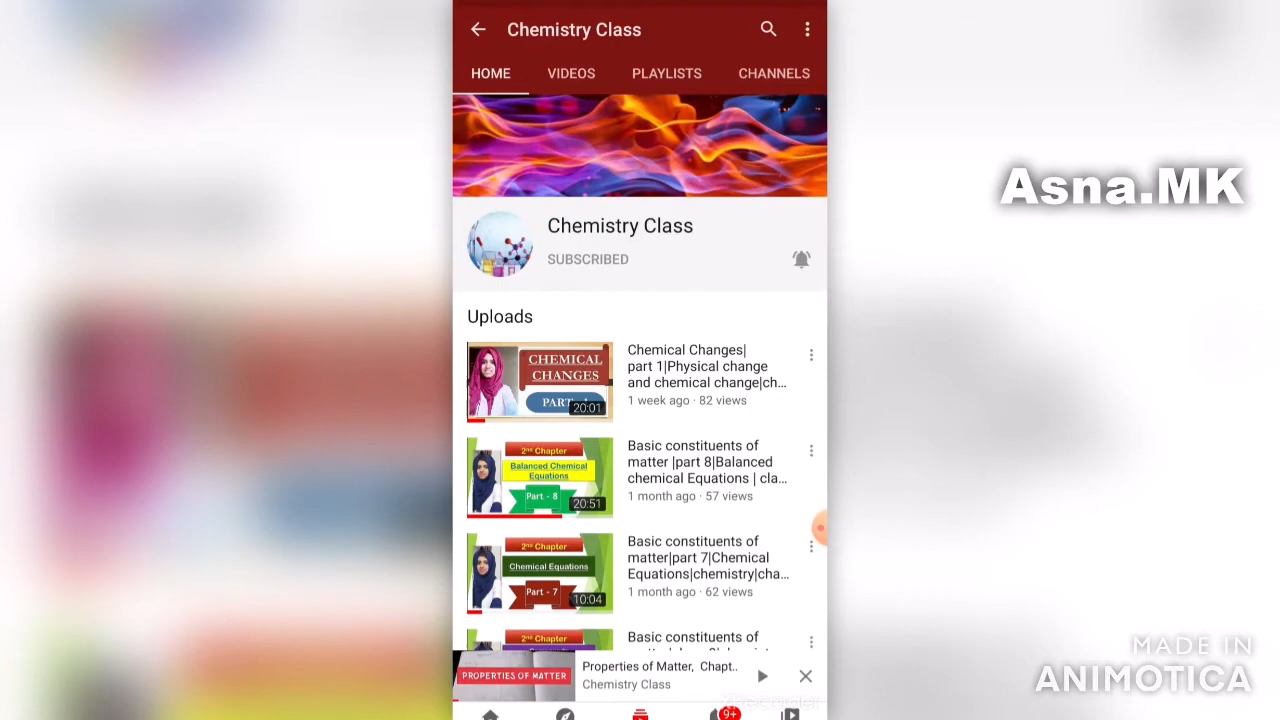 Chemistry Class
HOME VIDEOS PLAYLISTS CHANNELS
Asna.MK
Chemistry Class
SUBSCRIBED
Uploads
CHEMICAL
CHANGES
PART
20:01
Chemical Changes|
part 1|Physical change
and chemical change|ch...
1 week ago · 82 views
2nd Chapter
Balanced Chemical
Equations
Part - 8
20:51
Basic constituents of
matter |part 8|Balanced
chemical Equations | cla...
1 month ago · 57 views
2nd Chapter
Chemical Equations
Part - 7
10:04
Basic constituents of
matter|part 7|Chemical
Equations|chemistry|cha...
1 month ago · 62 views
2nd Chapter
Basic constituents of
PROPERTIES OF MATTER
Properties of Matter, Chapt..
Chemistry Class
9+
MADE IN
ANIMOTICA